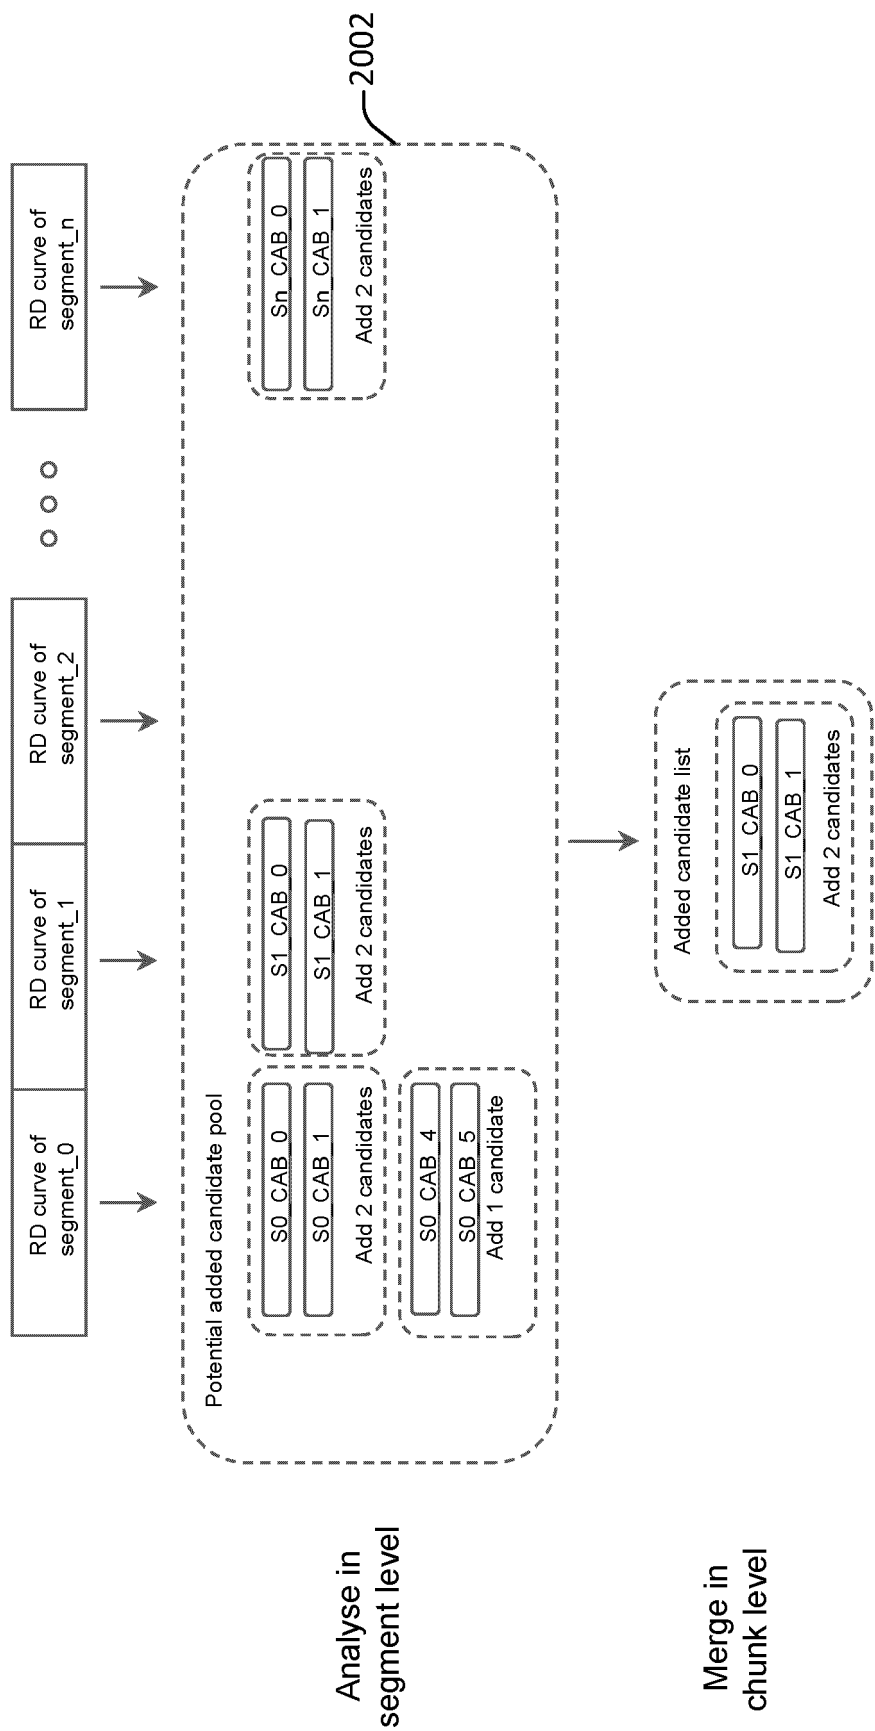 RD curve of
segment_0
RD curve of
segment_1
RD curve of
segment_2
RD curve of
segment_n
Analyse in
segment level
Potential added candidate pool
S0_CAB_0
S0_CAB_1
Add 2 candidates
S0_CAB_4
S0_CAB_5
Add 1 candidate
S1_CAB_0
S1_CAB_1
Add 2 candidates
Sn_CAB_0
Sn_CAB_1
Add 2 candidates
2002
Merge in
chunk level
Added candidate list
S1_CAB_0
S1_CAB_1
Add 2 candidates